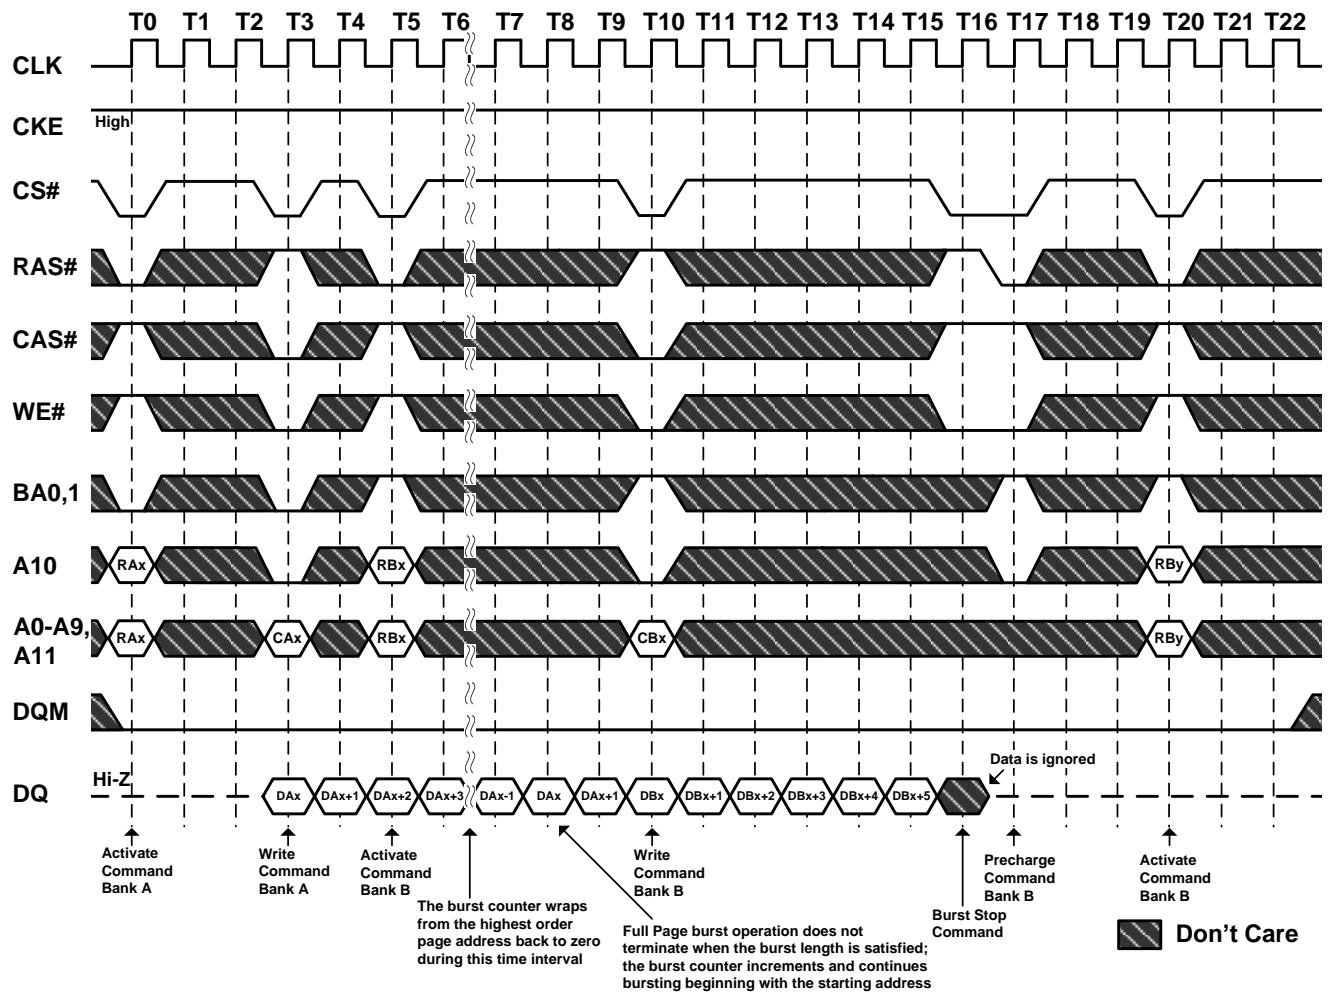 T0 T1 T2 T3 T4 T5 T6 T7 T8 T9 T10 T11 T12 T13 T14 T15 T16 T17 T18 T19 T20 T21 T22
CLK
CKE High
CS#
RAS#
CAS#
WE#
BA0,1
A10 RAx RBx RBy
A0-A9,
A11 RAx CAx RBx CBx RBy
DQM
DQ Hi-Z DAx DAx+1 DAx+2 DAx+3 DAx-1 DAx DAx+1 DBx DBx+1 DBx+2 DBx+3 DBx+4 DBx+5
Data is ignored
Activate
Command
Bank A
Write
Command
Bank A
Activate
Command
Bank B
The burst counter wraps
from the highest order
page address back to zero
during this time interval
Write
Command
Bank B
Full Page burst operation does not
terminate when the burst length is satisfied;
the burst counter increments and continues
bursting beginning with the starting address
Burst Stop
Command
Precharge
Command
Bank B
Activate
Command
Bank B
Don't Care